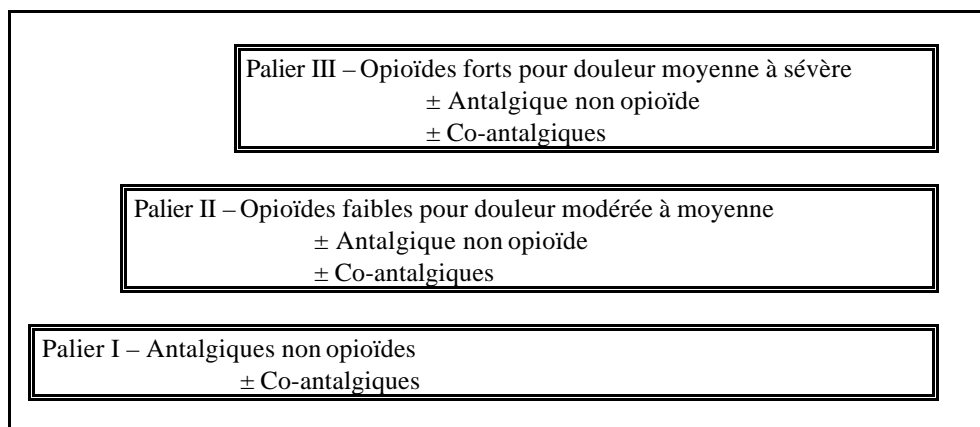 Palier III – Opioïdes forts pour douleur moyenne à sévère
± Antalgique non opioïde
± Co-antalgiques
Palier II – Opioïdes faibles pour douleur modérée à moyenne
± Antalgique non opioïde
± Co-antalgiques
Palier I – Antalgiques non opioïdes
± Co-antalgiques